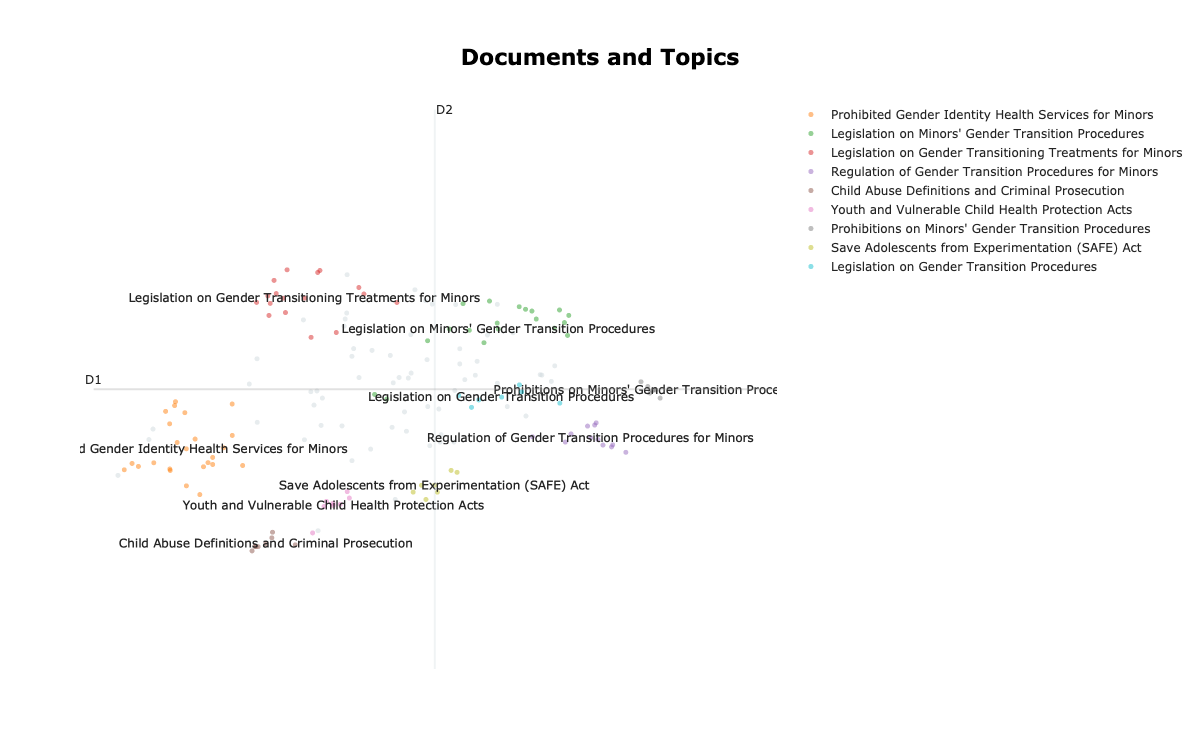 Documents and Topics
D2
Prohibited Gender Identity Health Services for Minors
Legislation on Minors' Gender Transition Procedures
Legislation on Gender Transitioning Treatments for Minors
Regulation of Gender Transition Procedures for Minors
Child Abuse Definitions and Criminal Prosecution
Youth and Vulnerable Child Health Protection Acts
Prohibitions on Minors' Gender Transition Procedures
Save Adolescents from Experimentation (SAFE) Act
Legislation on Gender Transition Procedures
Legislation on Gender Transitioning Treatments for Minors
Legislation on Minors' Gender Transition Procedures
D1
Prohibitions on Minors' Gender Transition Proce
Legislation on Gender Transition Procedures
Regulation of Gender Transition Procedures for Minors
d Gender Identity Health Services for Minors
Save Adolescents from Experimentation (SAFE) Act
Youth and Vulnerable Child Health Protection Acts
Child Abuse Definitions and Criminal Prosecution